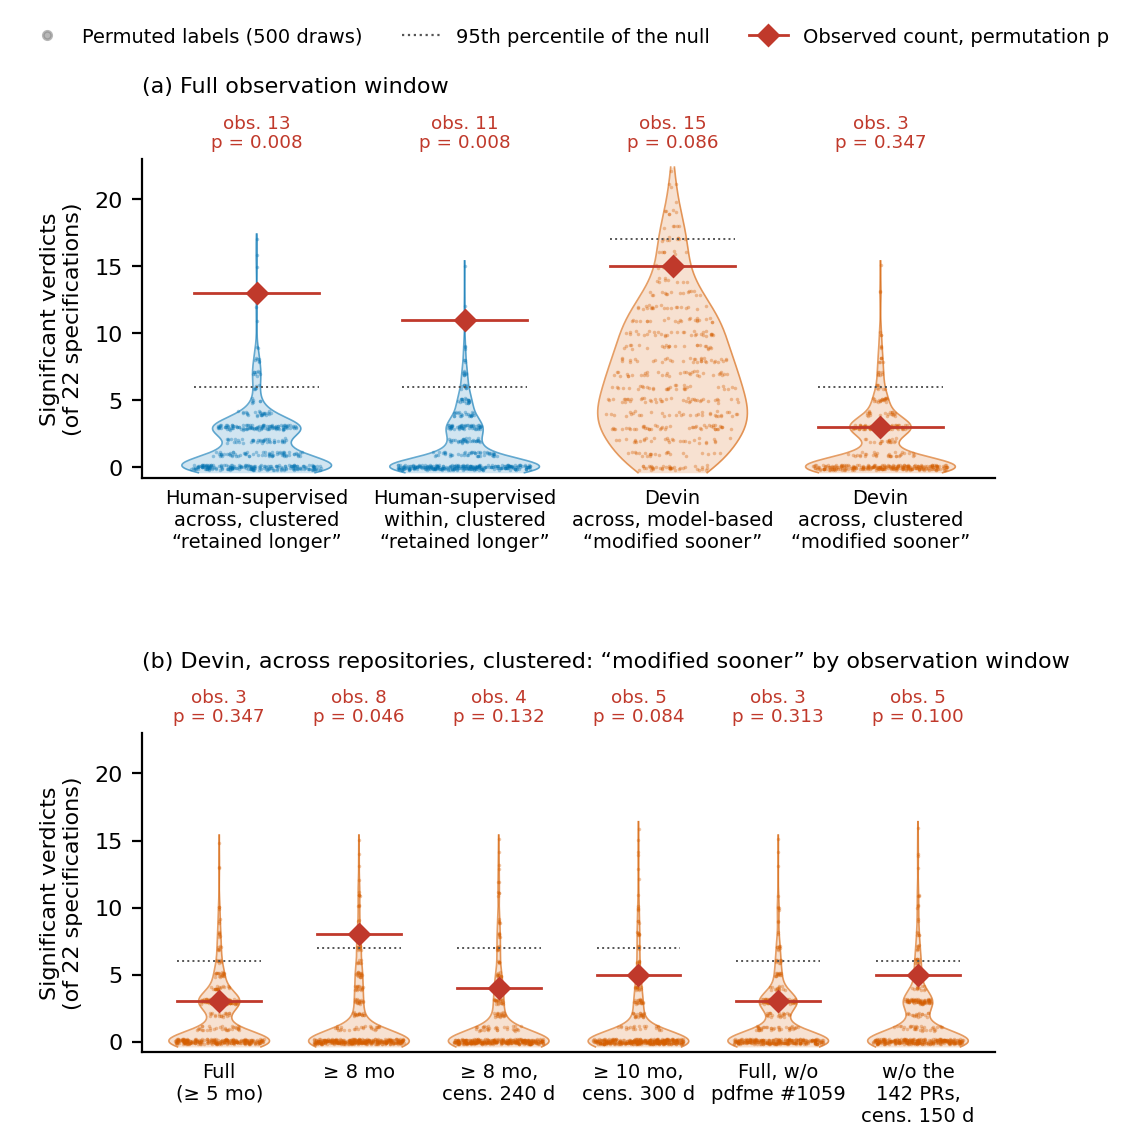 Permuted labels (500 draws)
95th percentile of the null
Observed count, permutation p
(a) Full observation window
obs. 13
p = 0.008
obs. 11
p = 0.008
obs. 15
p = 0.086
obs. 3
p = 0.347
Significant verdicts
(of 22 specifications)
20
15
10
5
0
Human-supervised
across, clustered
“retained longer”
Human-supervised
within, clustered
“retained longer”
Devin
across, model-based
“modified sooner”
Devin
across, clustered
“modified sooner”
(b) Devin, across repositories, clustered: “modified sooner” by observation window
obs. 3
p = 0.347
obs. 8
p = 0.046
obs. 4
p = 0.132
obs. 5
p = 0.084
obs. 3
p = 0.313
obs. 5
p = 0.100
Significant verdicts
(of 22 specifications)
20
15
10
5
0
Full
(≥ 5 mo)
≥ 8 mo
≥ 8 mo,
cens. 240 d
≥ 10 mo,
cens. 300 d
Full, w/o
pdfme #1059
w/o the
142 PRs,
cens. 150 d